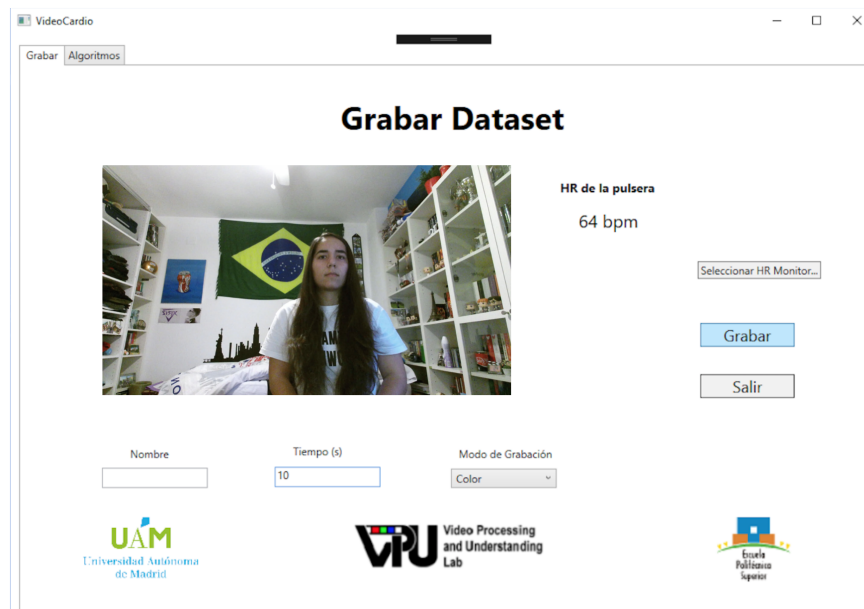 VideoCardio
Grabar
Algoritmos
Grabar Dataset
HR de la pulsera
64 bpm
Seleccionar HR Monitor...
Grabar
Salir
Nombre
Tiempo (s)
Modo de Grabación
10
Color
UAM
Universidad Autónoma
de Madrid
VPU
Video Processing
and Understanding
Lab
Escuela
Politécnica
Superior